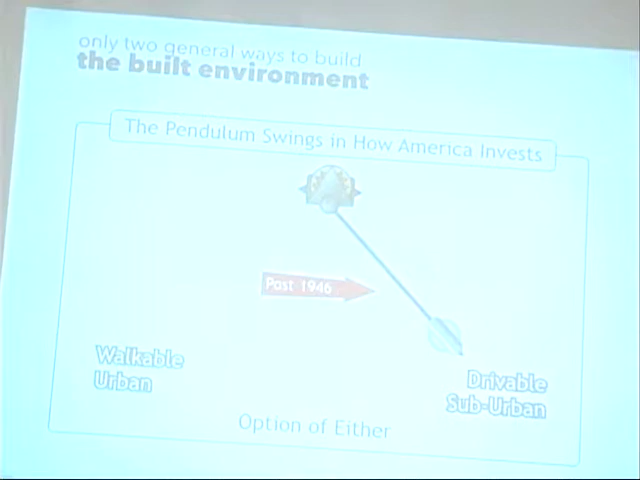 only two general ways to build
the built environment
The Pendulum Swings in How America Invests
Post 1946
Walkable
Urban
Drivable
Sub-Urban
Option of Either